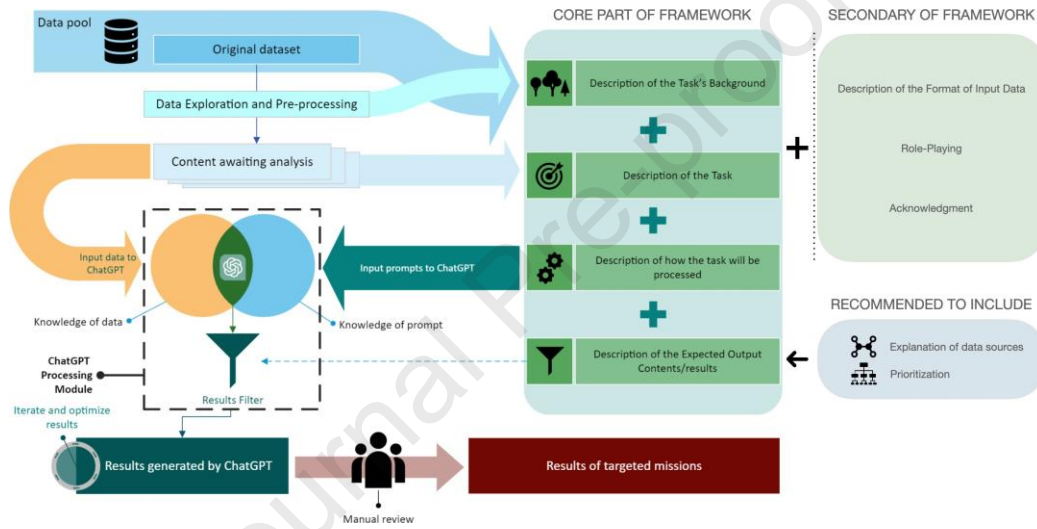 CORE PART OF FRAMEWORK
SECONDARY OF FRAMEWORK
Data pool
Original dataset
Data Exploration and Pre-processing
Content awaiting analysis
Input data to
ChatGPT
Input prompts to ChatGPT
Knowledge of data
Knowledge of prompt
ChatGPT
Processing
Module
Results Filter
Iterate and optimize
results
Results generated by ChatGPT
Manual review
Results of targeted missions
Description of the Task's Background
Description of the Task
Description of how the task will be
processed
Description of the Expected Output
Contents/results
Description of the Format of Input Data
Role-Playing
Acknowledgment
RECOMMENDED TO INCLUDE
Explanation of data sources
Prioritization
Journal Pre-proof